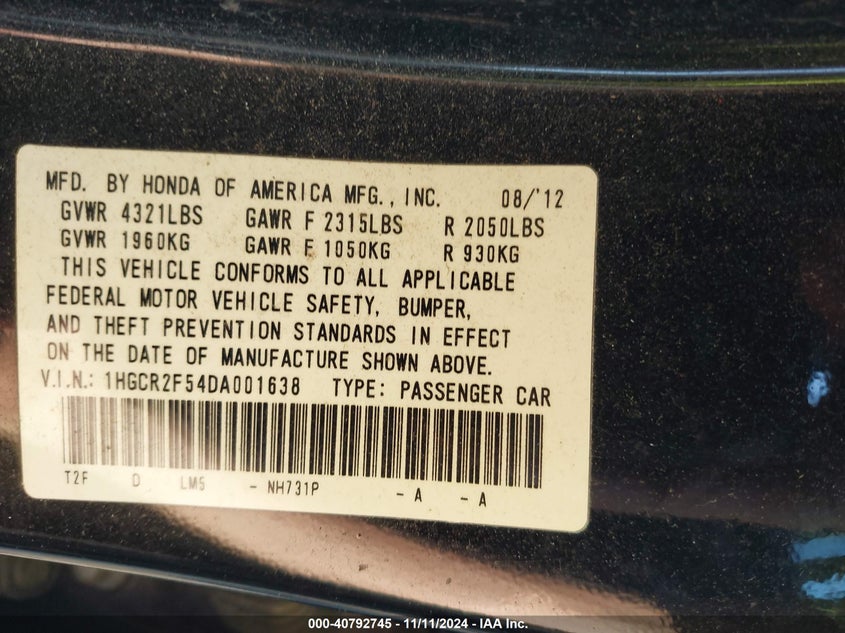 MFD. BY HONDA OF AMERICA MFG., INC. 08/'12
GVWR 4321LBS GAWR F 2315LBS R 2050LBS
GVWR 1960KG GAWR F 1050KG R 930KG
THIS VEHICLE CONFORMS TO ALL APPLICABLE
FEDERAL MOTOR VEHICLE SAFETY, BUMPER,
AND THEFT PREVENTION STANDARDS IN EFFECT
ON THE DATE OF MANUFACTURE SHOWN ABOVE.
V.I.N.: 1HGCR2F54DA001638 TYPE: PASSENGER CAR
T2F D LM5 - NH731P - A - A
000-40792745 - 11/11/2024 - IAA Inc.